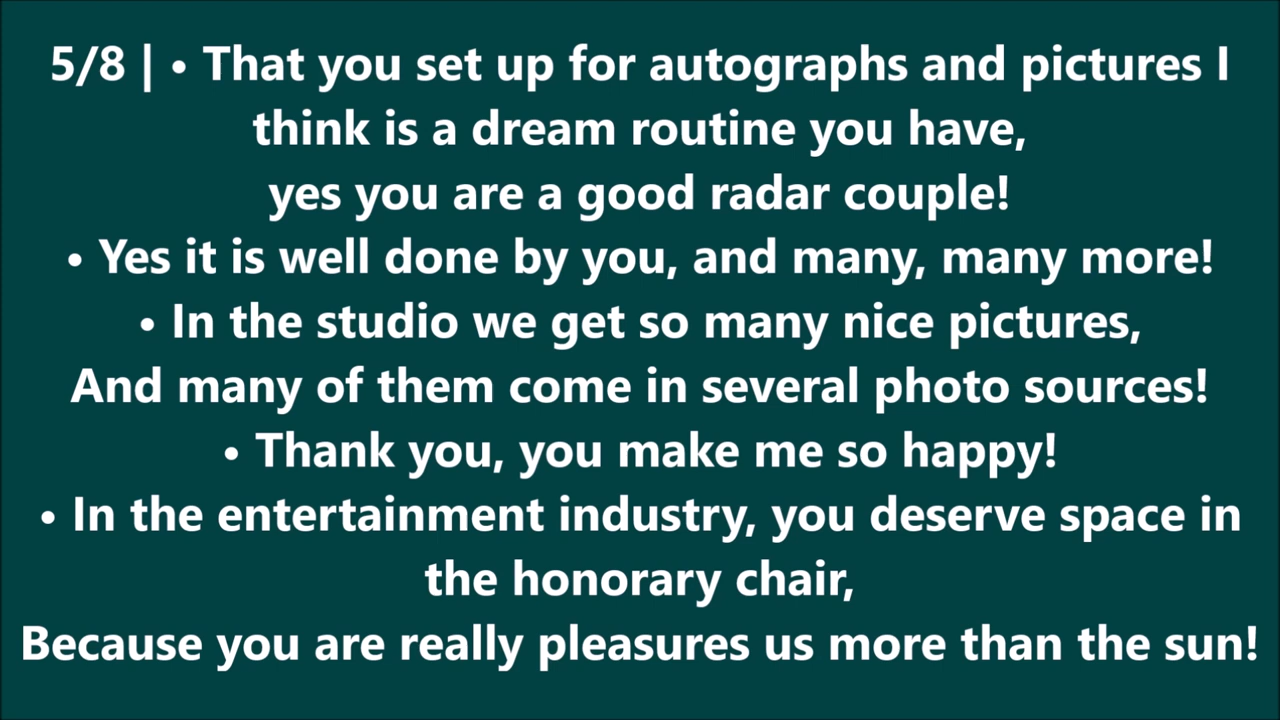 5/8 | • That you set up for autographs and pictures I
think is a dream routine you have,
yes you are a good radar couple!
• Yes it is well done by you, and many, many more!
• In the studio we get so many nice pictures,
And many of them come in several photo sources!
• Thank you, you make me so happy!
• In the entertainment industry, you deserve space in
the honorary chair,
Because you are really pleasures us more than the sun!